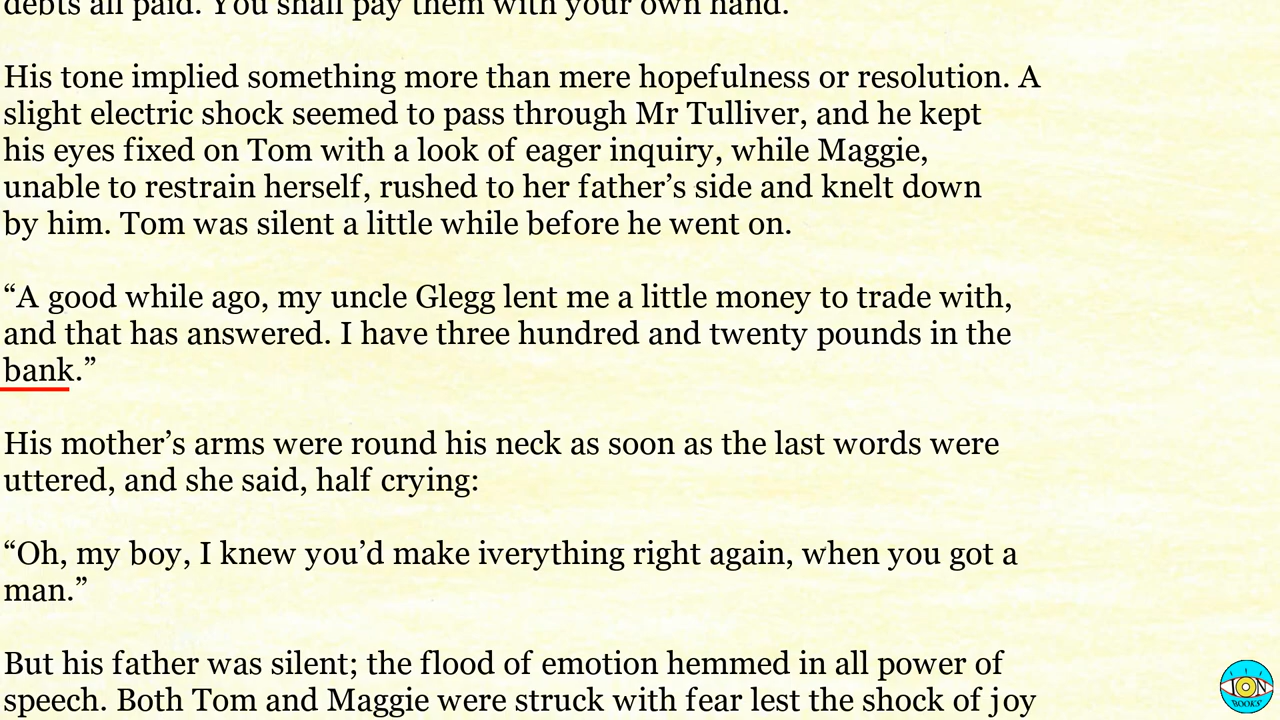 debts all paid. You shall pay them with your own hand.
His tone implied something more than mere hopefulness or resolution. A
slight electric shock seemed to pass through Mr Tulliver, and he kept
his eyes fixed on Tom with a look of eager inquiry, while Maggie,
unable to restrain herself, rushed to her father’s side and knelt down
by him. Tom was silent a little while before he went on.
“A good while ago, my uncle Glegg lent me a little money to trade with,
and that has answered. I have three hundred and twenty pounds in the
bank.”
His mother’s arms were round his neck as soon as the last words were
uttered, and she said, half crying:
“Oh, my boy, I knew you’d make iverything right again, when you got a
man.”
But his father was silent; the flood of emotion hemmed in all power of
speech. Both Tom and Maggie were struck with fear lest the shock of joy
ION
BOOKS